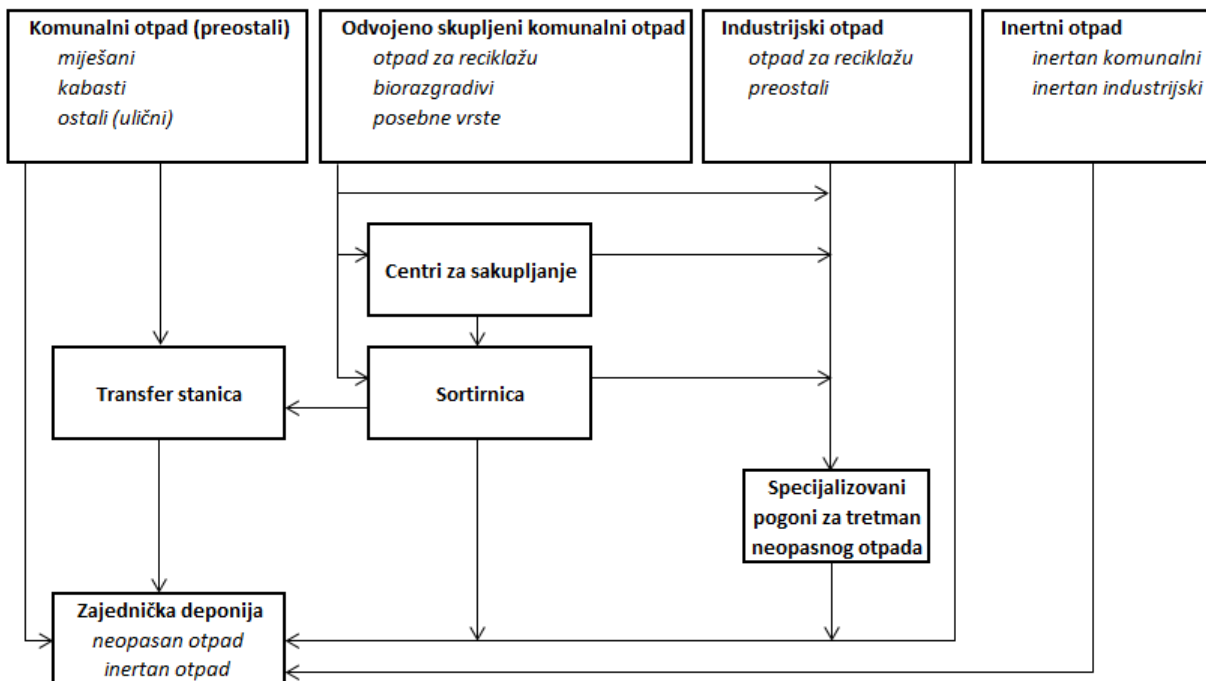 Komunalni otpad (preostali)
miješani
kabasti
ostali (ulični)
Odvojeno skupljeni komunalni otpad
otpad za reciklažu
biorazgradivi
posebne vrste
Industrijski otpad
otpad za reciklažu
preostali
Inertni otpad
inertan komunalni
inertan industrijski
Centri za sakupljanje
Transfer stanica
Sortirnica
Specijalizovani
pogoni za tretman
neopasnog otpada
Zajednička deponija
neopasan otpad
inertan otpad